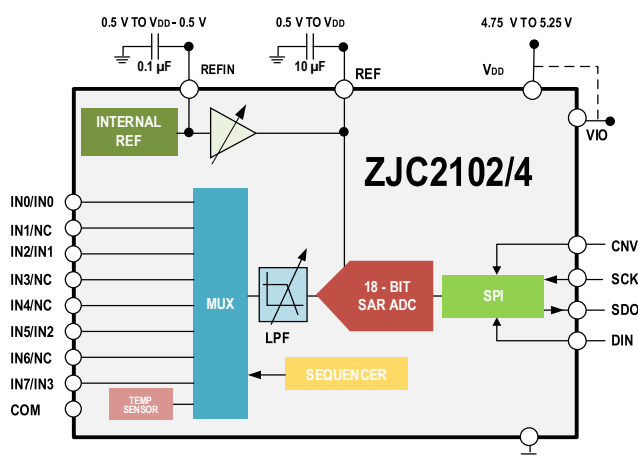 0.5 V TO VDD - 0.5 V
0.5 V TO VDD
4.75 V TO 5.25 V
0.1 µF
REFIN
10 µF
REF
VDD
INTERNAL
REF
VIO
ZJC2102/4
IN0/IN0
IN1/NC
IN2/IN1
IN3/NC
IN4/NC
IN5/IN2
IN6/NC
IN7/IN3
COM
MUX
LPF
18 - BIT
SAR ADC
SPI
CNV
SCK
SDO
DIN
SEQUENCER
TEMP
SENSOR